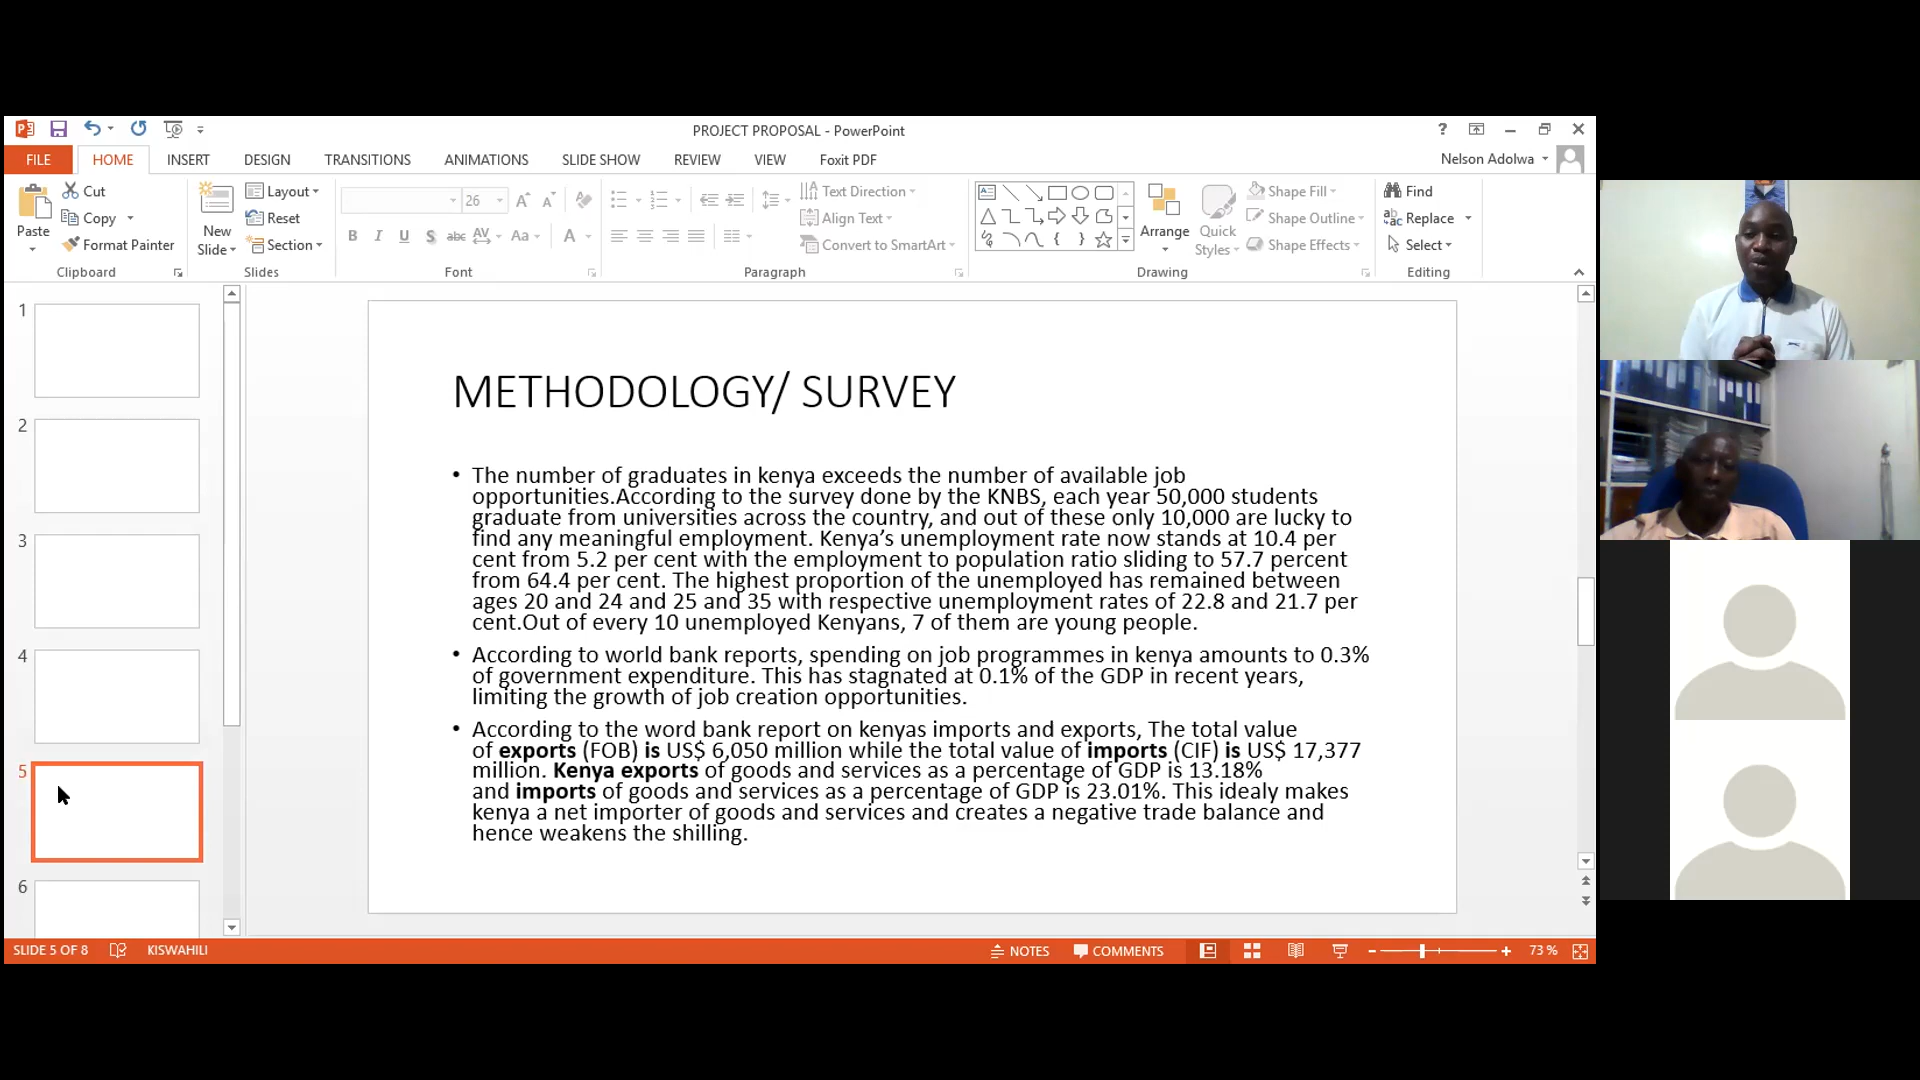 PROJECT PROPOSAL - PowerPoint
?
FILE
HOME
INSERT
DESIGN
TRANSITIONS
ANIMATIONS
SLIDE SHOW
REVIEW
VIEW
Foxit PDF
Nelson Adolwa
Paste
Cut
Copy
Format Painter
Clipboard
New
Slide
Layout
Reset
Section
Slides
26
B I U S abc AV Aa A
Font
Text Direction
Align Text
Convert to SmartArt
Paragraph
Arrange
Quick
Styles
Shape Fill
Shape Outline
Shape Effects
Drawing
Find
Replace
Select
Editing
1
2
3
4
5
6
METHODOLOGY/ SURVEY
• The number of graduates in kenya exceeds the number of available job
opportunities.According to the survey done by the KNBS, each year 50,000 students
graduate from universities across the country, and out of these only 10,000 are lucky to
find any meaningful employment. Kenya’s unemployment rate now stands at 10.4 per
cent from 5.2 per cent with the employment to population ratio sliding to 57.7 percent
from 64.4 per cent. The highest proportion of the unemployed has remained between
ages 20 and 24 and 25 and 35 with respective unemployment rates of 22.8 and 21.7 per
cent.Out of every 10 unemployed Kenyans, 7 of them are young people.
• According to world bank reports, spending on job programmes in kenya amounts to 0.3%
of government expenditure. This has stagnated at 0.1% of the GDP in recent years,
limiting the growth of job creation opportunities.
• According to the word bank report on kenyas imports and exports, The total value
of exports (FOB) is US$ 6,050 million while the total value of imports (CIF) is US$ 17,377
million. Kenya exports of goods and services as a percentage of GDP is 13.18%
and imports of goods and services as a percentage of GDP is 23.01%. This idealy makes
kenya a net importer of goods and services and creates a negative trade balance and
hence weakens the shilling.
SLIDE 5 OF 8
KISWAHILI
NOTES
COMMENTS
73 %